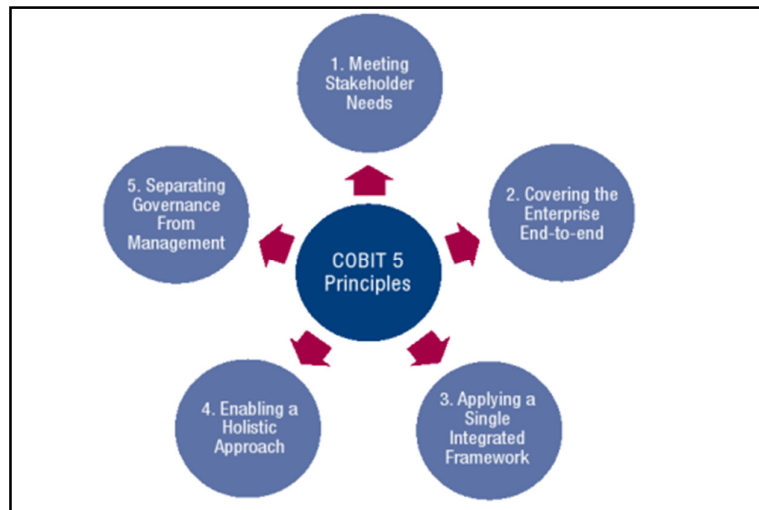 1. Meeting
Stakeholder
Needs
2. Covering the
Enterprise
End-to-end
3. Applying a
Single
Integrated
Framework
4. Enabling a
Holistic
Approach
5. Separating
Governance
From
Management
COBIT 5
Principles